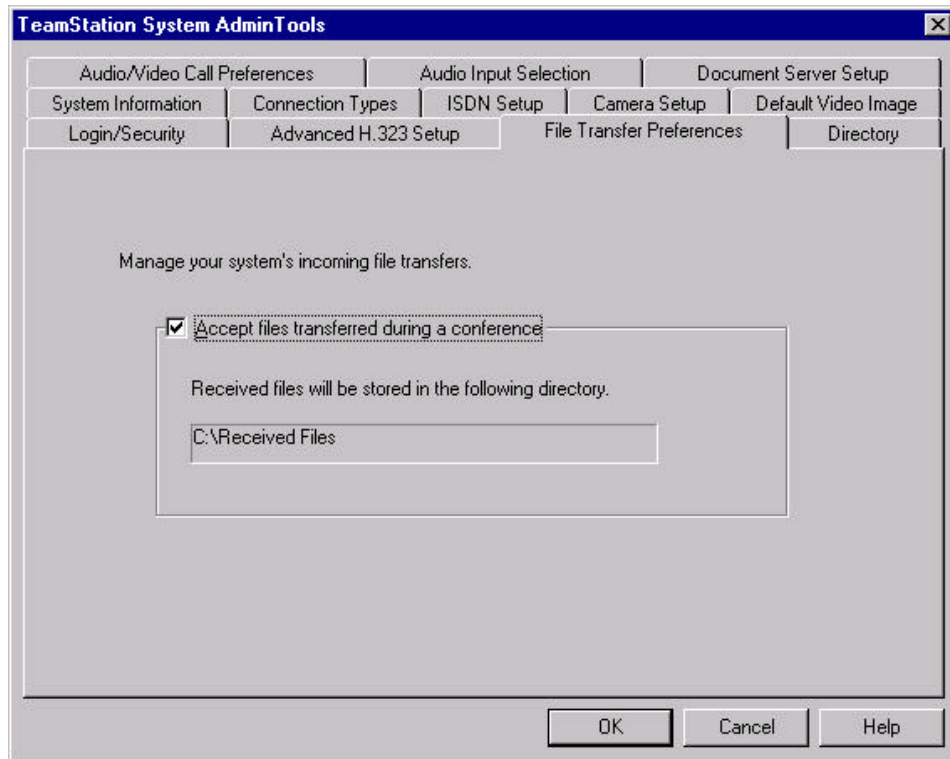 TeamStation System AdminTools
Audio/Video Call Preferences Audio Input Selection Document Server Setup
System Information Connection Types ISDN Setup Camera Setup Default Video Image
Login/Security Advanced H.323 Setup File Transfer Preferences Directory
Manage your system's incoming file transfers.
Accept files transferred during a conference
Received files will be stored in the following directory.
C:\Received Files
OK Cancel Help